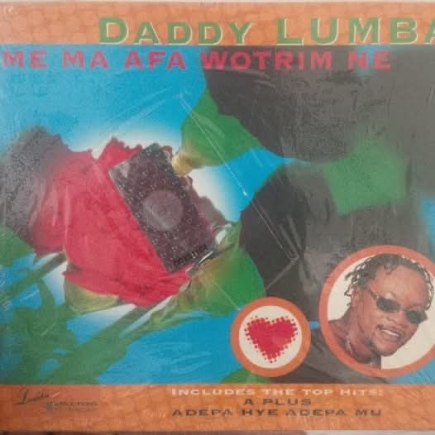 DADDY LUMBA
ME MA AFA WOTRIM NE
INCLUDES THE TOP HITS:
A PLUS
ADEPA HYE ADEPA MU